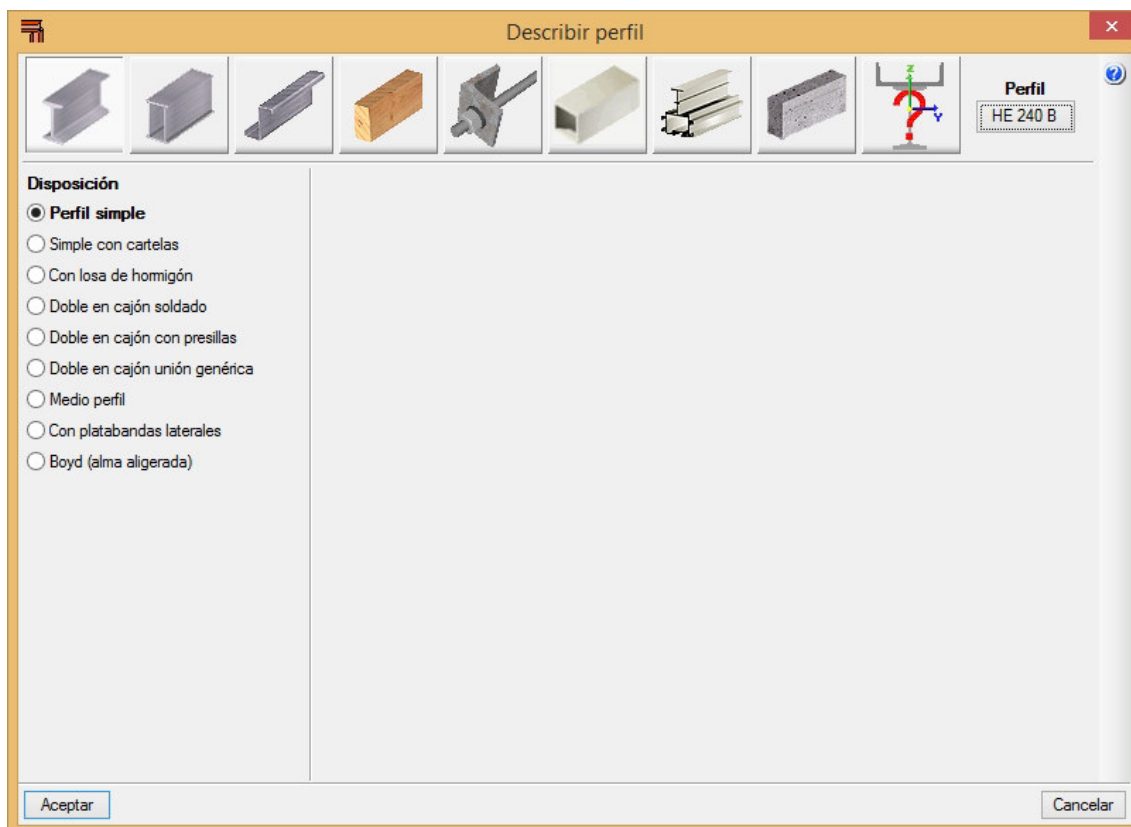 Describir perfil
Perfil
HE 240 B
Z
Y
Disposición
Perfil simple
Simple con cartelas
Con losa de hormigón
Doble en cajón soldado
Doble en cajón con presillas
Doble en cajón unión genérica
Medio perfil
Con platabandas laterales
Boyd (alma aligerada)
Aceptar
Cancelar